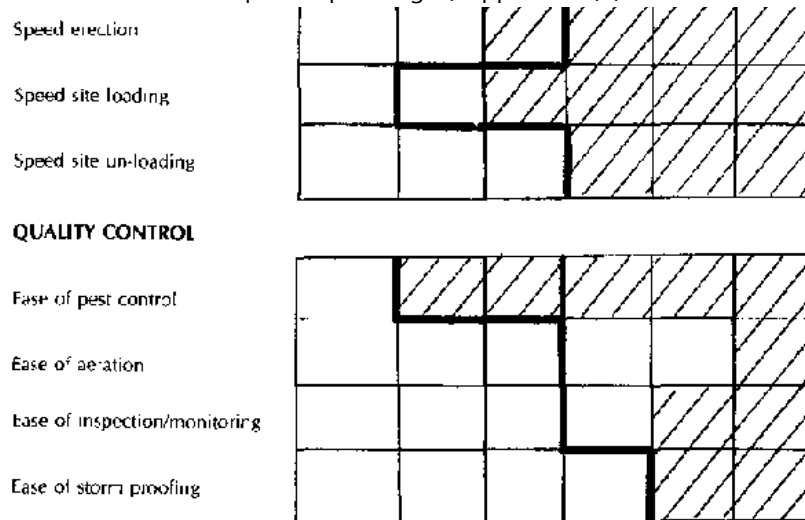 Speed erection
Speed site loading
Speed site un-loading
QUALITY CONTROL
Ease of pest control
Ease of aeration
Ease of inspection/monitoring
Ease of storm proofing